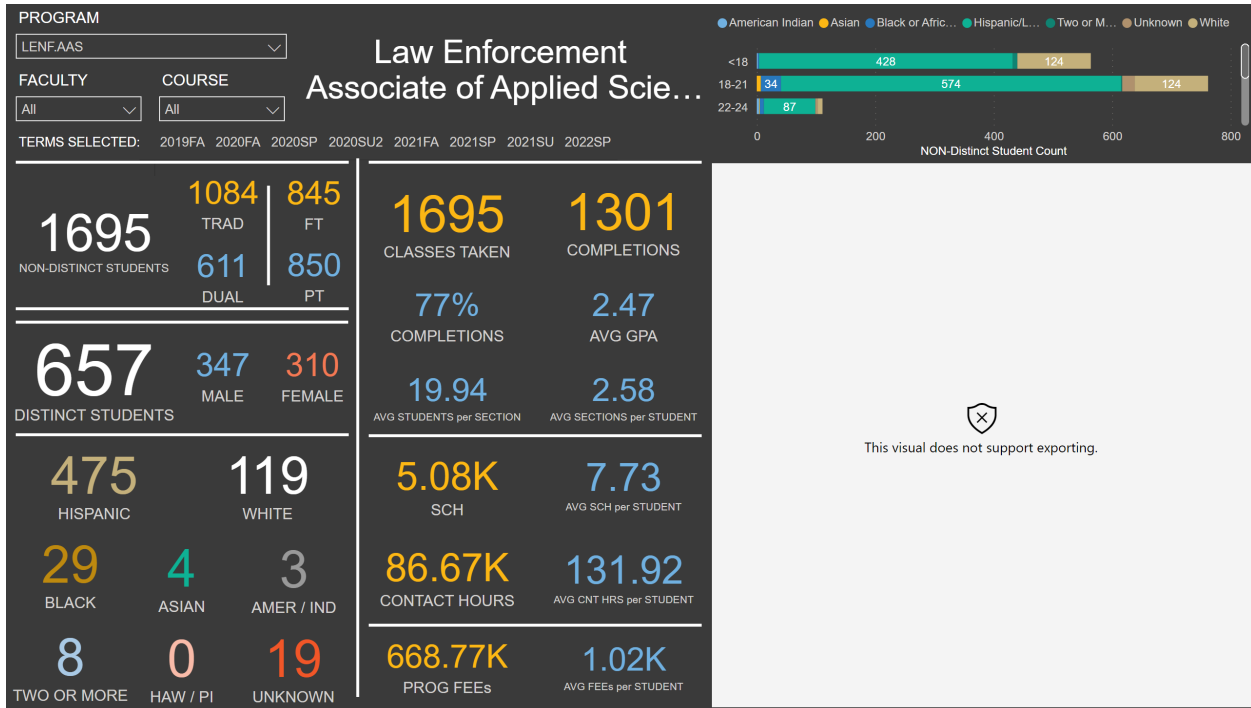 PROGRAM
LENF.AAS
FACULTY
COURSE
All
All
Law Enforcement
Associate of Applied Scie…
TERMS SELECTED: 2019FA 2020FA 2020SP 2020SU2 2021FA 2021SP 2021SU 2022SP
American Indian Asian Black or Afric… Hispanic/L… Two or M… Unknown White
<18 428 124
18-21 34 574 124
22-24 87
0 200 400 600 800
NON-Distinct Student Count
1695
NON-DISTINCT STUDENTS
1084
TRAD
845
FT
611
DUAL
850
PT
657
DISTINCT STUDENTS
347
MALE
310
FEMALE
475
HISPANIC
119
WHITE
29
BLACK
4
ASIAN
3
AMER / IND
8
TWO OR MORE
0
HAW / PI
19
UNKNOWN
1695
CLASSES TAKEN
1301
COMPLETIONS
77%
COMPLETIONS
2.47
AVG GPA
19.94
AVG STUDENTS per SECTION
2.58
AVG SECTIONS per STUDENT
5.08K
SCH
7.73
AVG SCH per STUDENT
86.67K
CONTACT HOURS
131.92
AVG CNT HRS per STUDENT
668.77K
PROG FEEs
1.02K
AVG FEEs per STUDENT
This visual does not support exporting.